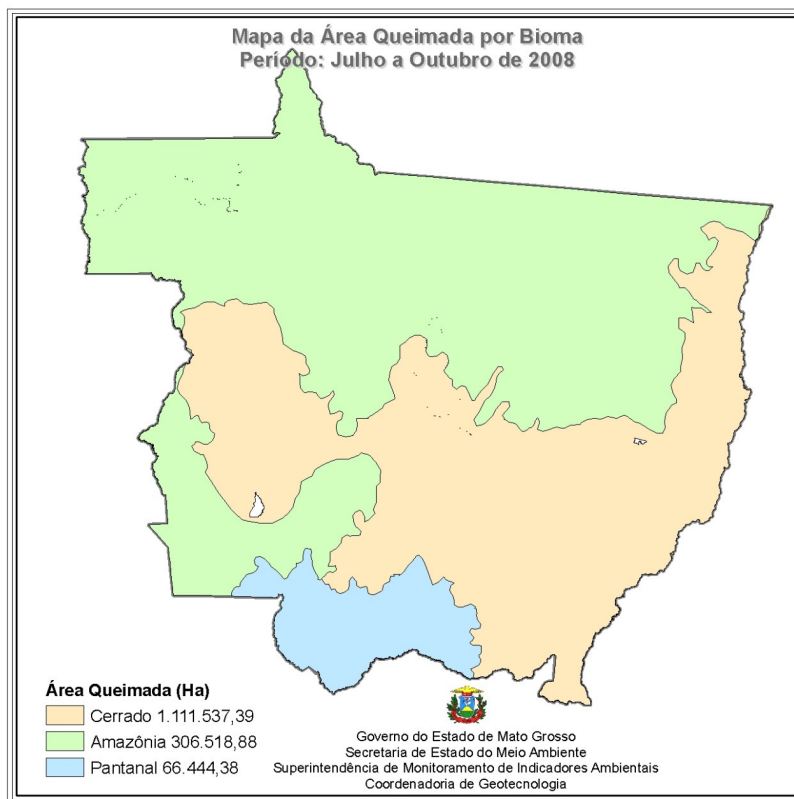 Mapa da Área Queimada por Bioma
Período: Julho a Outubro de 2008
Área Queimada (Ha)
Cerrado 1.111.537,39
Amazônia 306.518,88
Pantanal 66.444,38
Governo do Estado de Mato Grosso
Secretaria de Estado do Meio Ambiente
Superintendência de Monitoramento de Indicadores Ambientais
Coordenadoria de Geotecnologia